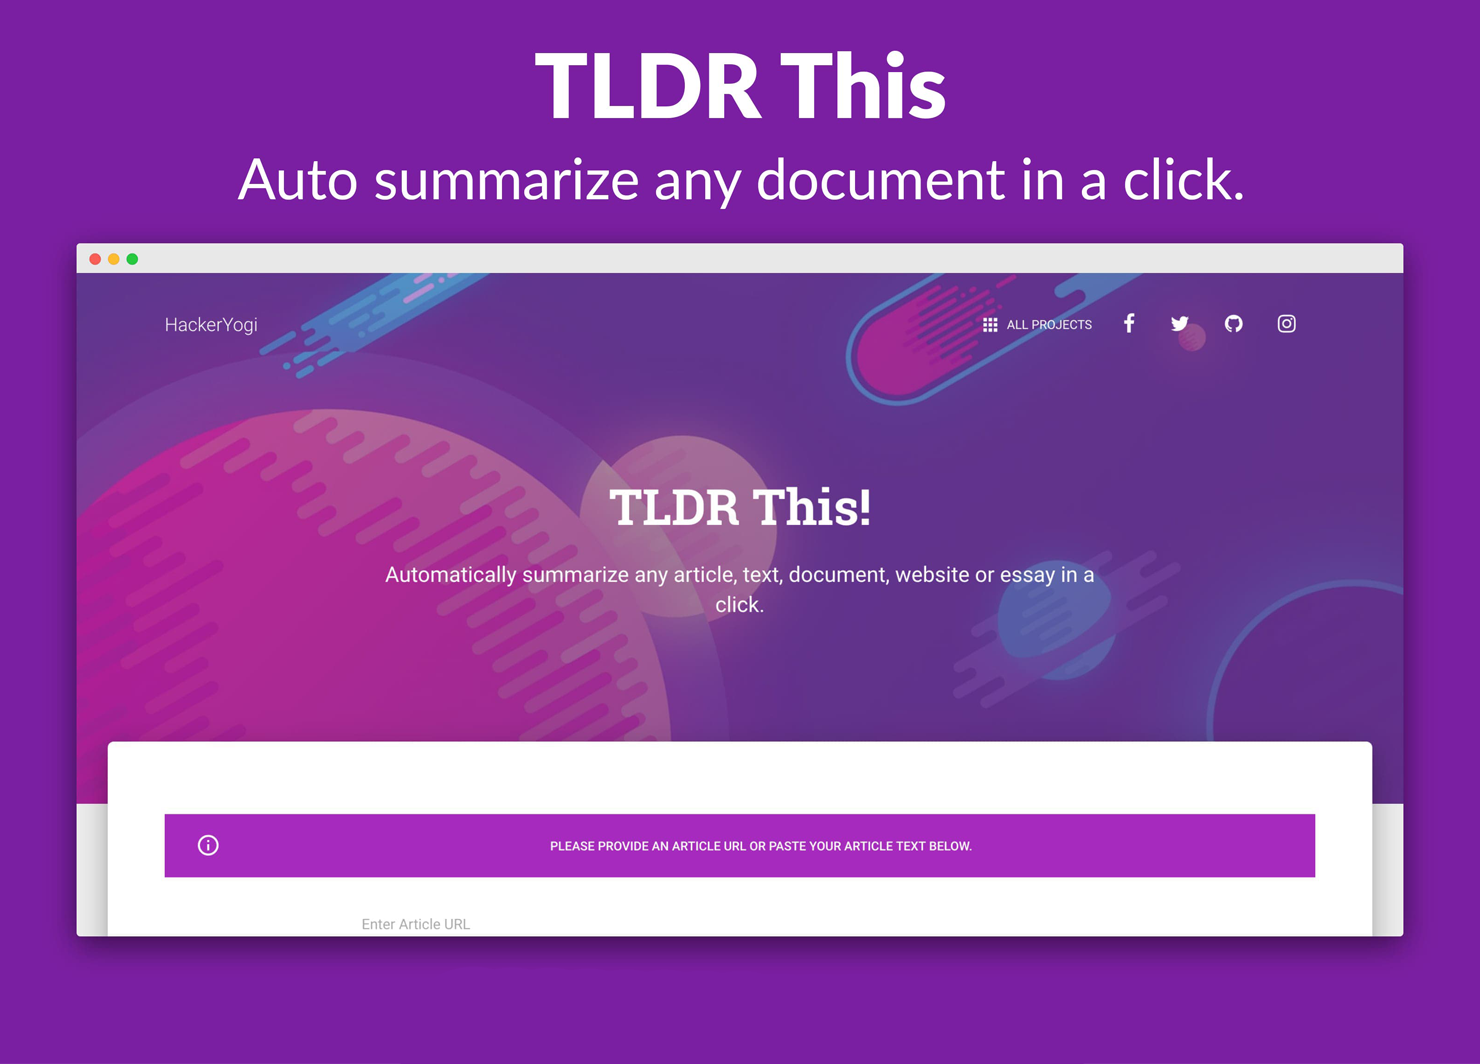 TLDR This
Auto summarize any document in a click.
HackerYogi
ALL PROJECTS
TLDR This!
Automatically summarize any article, text, document, website or essay in a
click.
PLEASE PROVIDE AN ARTICLE URL OR PASTE YOUR ARTICLE TEXT BELOW.
Enter Article URL